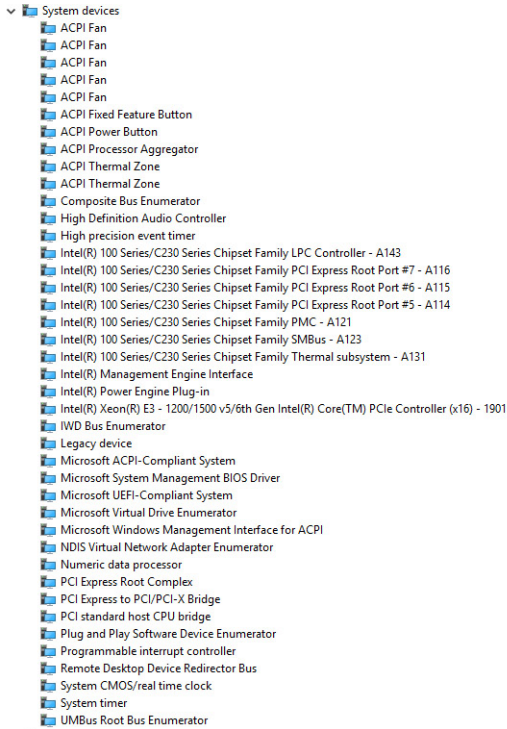 System devices
ACPI Fan
ACPI Fan
ACPI Fan
ACPI Fan
ACPI Fan
ACPI Fixed Feature Button
ACPI Power Button
ACPI Processor Aggregator
ACPI Thermal Zone
ACPI Thermal Zone
Composite Bus Enumerator
High Definition Audio Controller
High precision event timer
Intel(R) 100 Series/C230 Series Chipset Family LPC Controller - A143
Intel(R) 100 Series/C230 Series Chipset Family PCI Express Root Port #7 - A116
Intel(R) 100 Series/C230 Series Chipset Family PCI Express Root Port #6 - A115
Intel(R) 100 Series/C230 Series Chipset Family PCI Express Root Port #5 - A114
Intel(R) 100 Series/C230 Series Chipset Family PMC - A121
Intel(R) 100 Series/C230 Series Chipset Family SMBus - A123
Intel(R) 100 Series/C230 Series Chipset Family Thermal subsystem - A131
Intel(R) Management Engine Interface
Intel(R) Power Engine Plug-in
Intel(R) Xeon(R) E3 - 1200/1500 v5/6th Gen Intel(R) Core(TM) PCIe Controller (x16) - 1901
IWD Bus Enumerator
Legacy device
Microsoft ACPI-Compliant System
Microsoft System Management BIOS Driver
Microsoft UEFI-Compliant System
Microsoft Virtual Drive Enumerator
Microsoft Windows Management Interface for ACPI
NDIS Virtual Network Adapter Enumerator
Numeric data processor
PCI Express Root Complex
PCI Express to PCI/PCI-X Bridge
PCI standard host CPU bridge
Plug and Play Software Device Enumerator
Programmable interrupt controller
Remote Desktop Device Redirector Bus
System CMOS/real time clock
System timer
UMBus Root Bus Enumerator